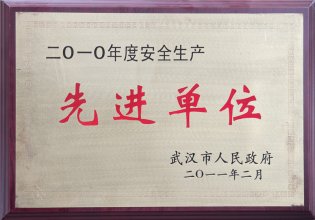 二〇一〇年度安全生产
先进单位
武汉市人民政府
二〇一一年二月